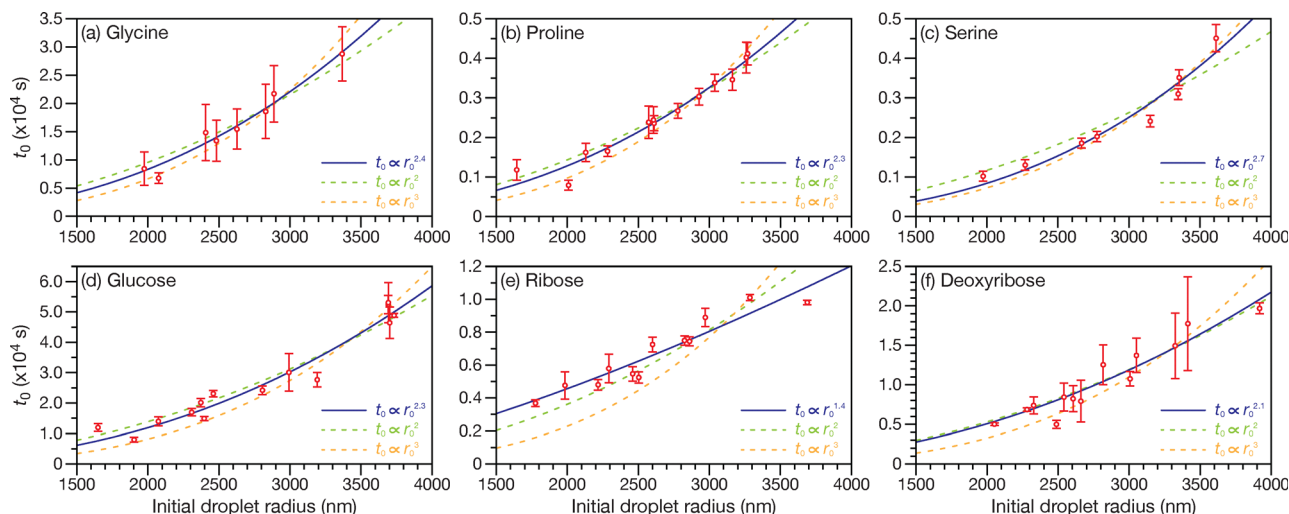 (a) Glycine
t₀ (x10⁴ s)
3.5
3.0
2.5
2.0
1.5
1.0
0.5
0
t₀ ∝ r₀^2.4
t₀ ∝ r₀^2
t₀ ∝ r₀^3
1500 2000 2500 3000 3500 4000
(b) Proline
0.5
0.4
0.3
0.2
0.1
0
t₀ ∝ r₀^2.3
t₀ ∝ r₀^2
t₀ ∝ r₀^3
1500 2000 2500 3000 3500 4000
(c) Serine
0.5
0.4
0.3
0.2
0.1
0
t₀ ∝ r₀^2.7
t₀ ∝ r₀^2
t₀ ∝ r₀^3
1500 2000 2500 3000 3500 4000
(d) Glucose
t₀ (x10⁴ s)
6.0
5.0
4.0
3.0
2.0
1.0
0
t₀ ∝ r₀^2.3
t₀ ∝ r₀^2
t₀ ∝ r₀^3
1500 2000 2500 3000 3500 4000
Initial droplet radius (nm)
(e) Ribose
1.2
1.0
0.8
0.6
0.4
0.2
0
t₀ ∝ r₀^1.4
t₀ ∝ r₀^2
t₀ ∝ r₀^3
1500 2000 2500 3000 3500 4000
Initial droplet radius (nm)
(f) Deoxyribose
2.5
2.0
1.5
1.0
0.5
0
t₀ ∝ r₀^2.1
t₀ ∝ r₀^2
t₀ ∝ r₀^3
1500 2000 2500 3000 3500 4000
Initial droplet radius (nm)